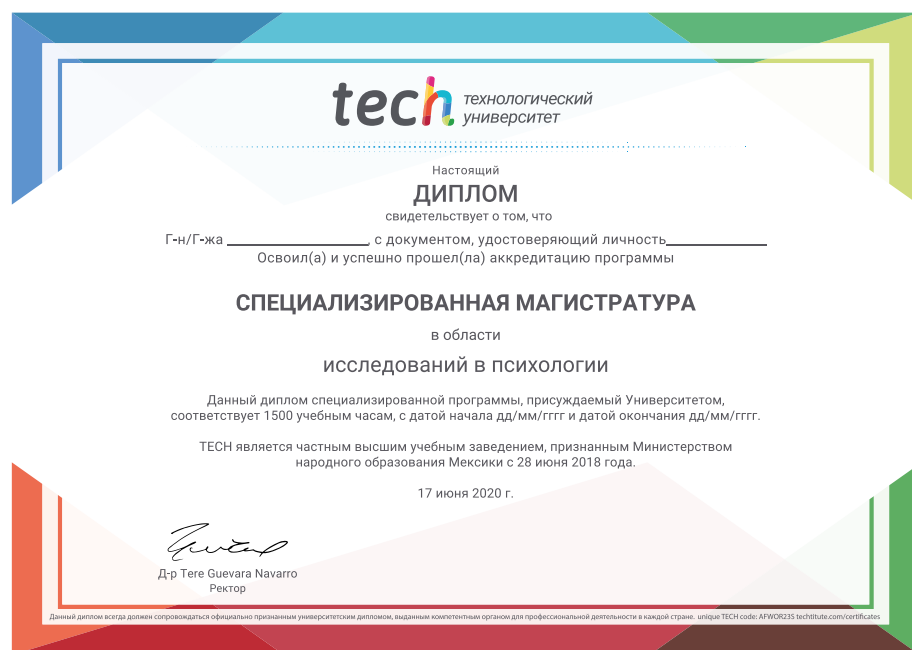 tech технологический
университет
Настоящий
ДИПЛОМ
свидетельствует о том, что
Г-н/Г-жа ____________________, с документом, удостоверяющий личность______________
Освоил(а) и успешно прошел(ла) аккредитацию программы
СПЕЦИАЛИЗИРОВАННАЯ МАГИСТРАТУРА
в области
исследований в психологии
Данный диплом специализированной программы, присуждаемый Университетом,
соответствует 1500 учебным часам, с датой начала дд/мм/гггг и датой окончания дд/мм/гггг.
TECH является частным высшим учебным заведением, признанным Министерством
народного образования Мексики с 28 июня 2018 года.
17 июня 2020 г.
Д-р Tere Guevara Navarro
Ректор
Данный диплом всегда должен сопровождаться официально признанным университетским дипломом, выданным компетентным органом для профессиональной деятельности в каждой стране. unique TECH code: AFWOR23S techtitute.com/certificates